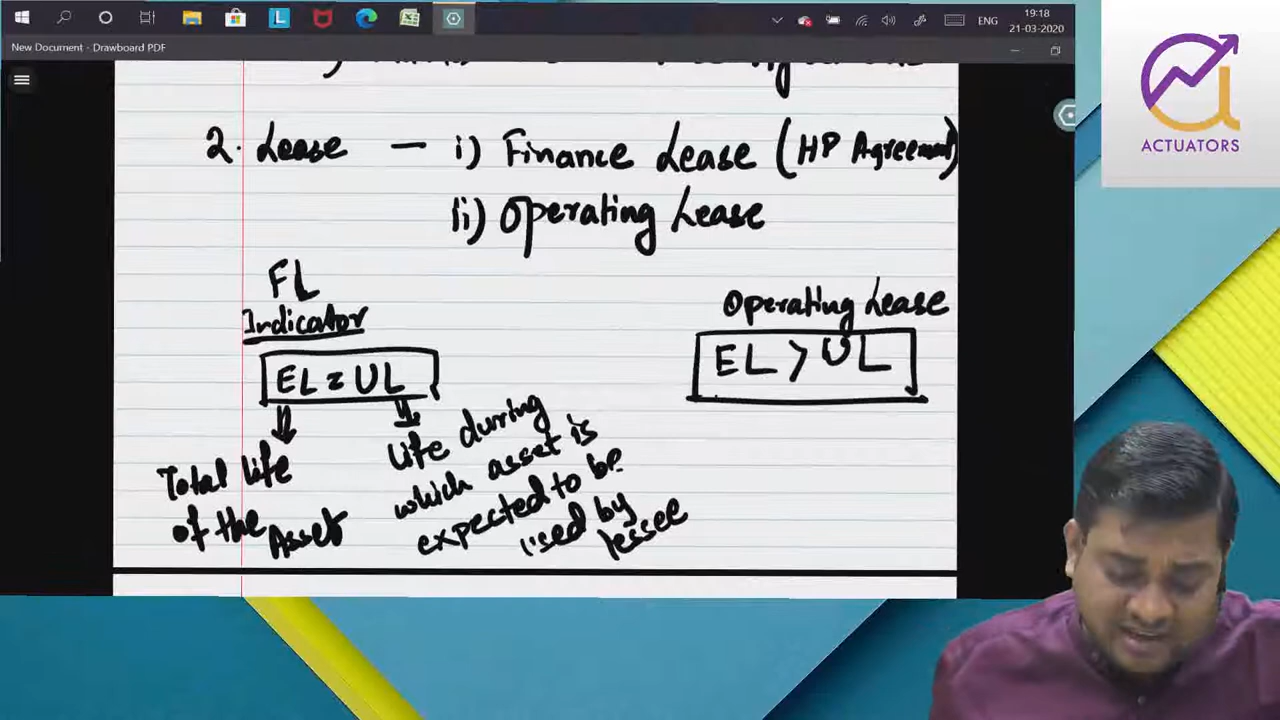 ENG
19:18
21-03-2020
New Document - Drawboard PDF
ACTUATORS
2. Lease — i) Finance Lease (HP Agreement)
ii) Operating Lease
FL
Indicator
EL = UL
Total life
of the Asset
Life during
which asset is
expected to be
used by
lessee
Operating Lease
EL > UL